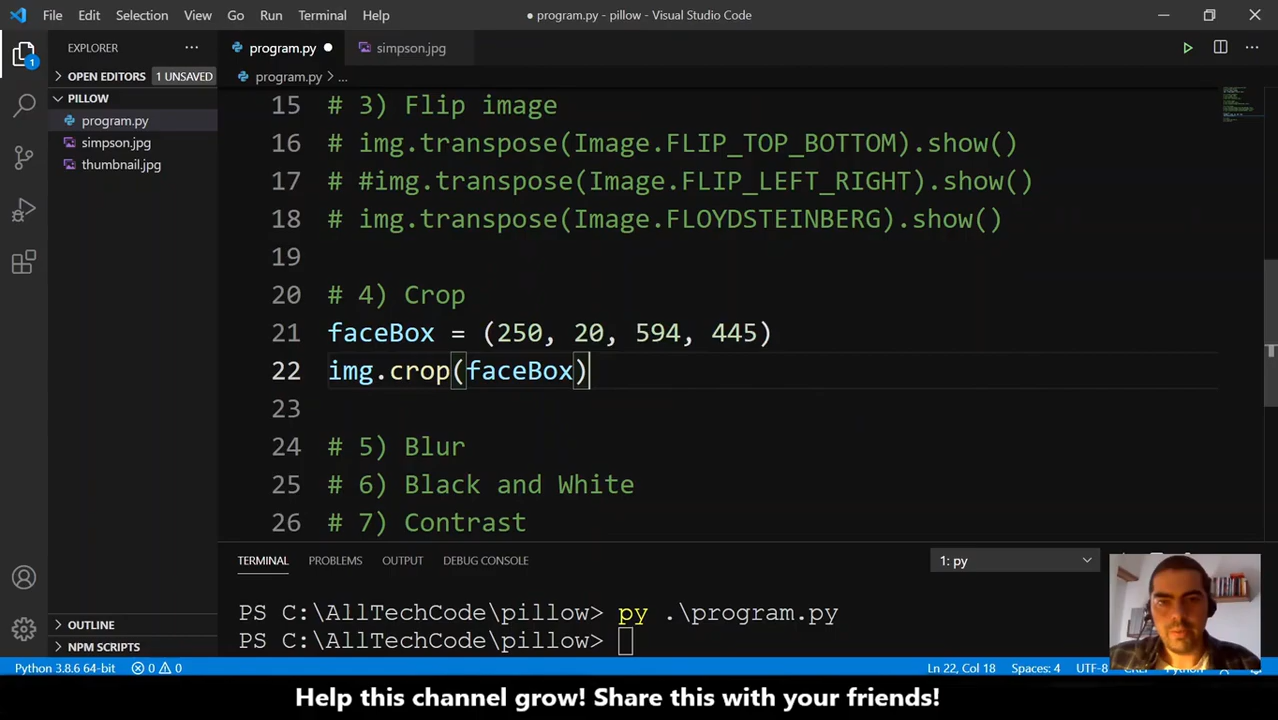 File Edit Selection View Go Run Terminal Help ● program.py - pillow - Visual Studio Code
EXPLORER ... program.py simpson.jpg
OPEN EDITORS 1 UNSAVED
program.py > ...
PILLOW
program.py
simpson.jpg
thumbnail.jpg
1
15 # 3) Flip image
16 # img.transpose(Image.FLIP_TOP_BOTTOM).show()
17 # #img.transpose(Image.FLIP_LEFT_RIGHT).show()
18 # img.transpose(Image.FLOYDSTEINBERG).show()
19
20 # 4) Crop
21 faceBox = (250, 20, 594, 445)
22 img.crop(faceBox)
23
24 # 5) Blur
25 # 6) Black and White
26 # 7) Contrast
TERMINAL PROBLEMS OUTPUT DEBUG CONSOLE 1: py
PS C:\AllTechCode\pillow> py .\program.py
PS C:\AllTechCode\pillow>
OUTLINE
NPM SCRIPTS
Python 3.8.6 64-bit 0 0 Ln 22, Col 18 Spaces: 4 UTF-8
Help this channel grow! Share this with your friends!